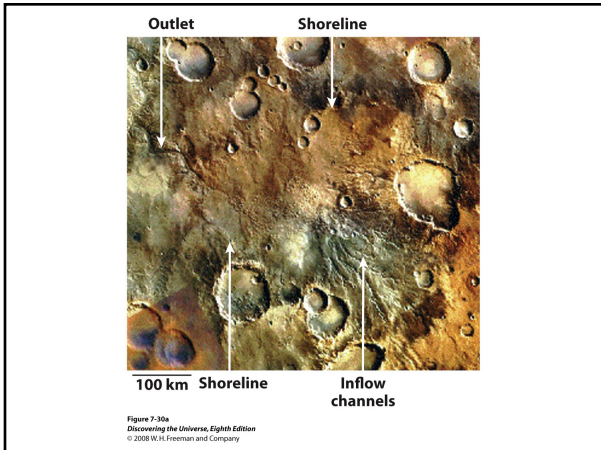 Outlet
Shoreline
100 km
Shoreline
Inflow
channels
Figure 7-30a
Discovering the Universe, Eighth Edition
© 2008 W. H. Freeman and Company